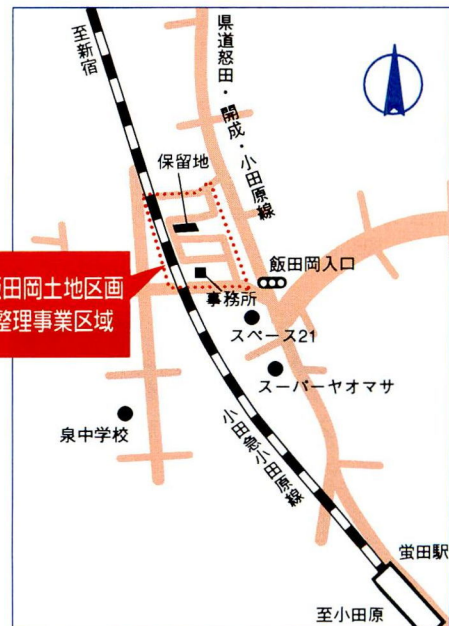 至新宿
県道怒田・開成・小田原線
保留地
飯田岡土地区画
整理事業区域
事務所
飯田岡入口
スペース21
スーパーヤオマサ
泉中学校
小田急小田原線
蛍田駅
至小田原